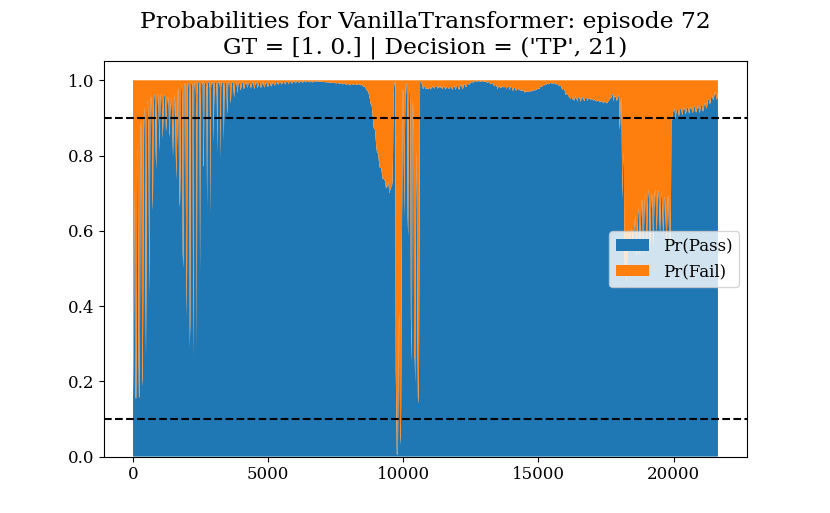 Probabilities for VanillaTransformer: episode 72
GT = [1. 0.] | Decision = ('TP', 21)
1.0
0.8
0.6
0.4
0.2
0.0
Pr(Pass)
Pr(Fail)
0
5000
10000
15000
20000